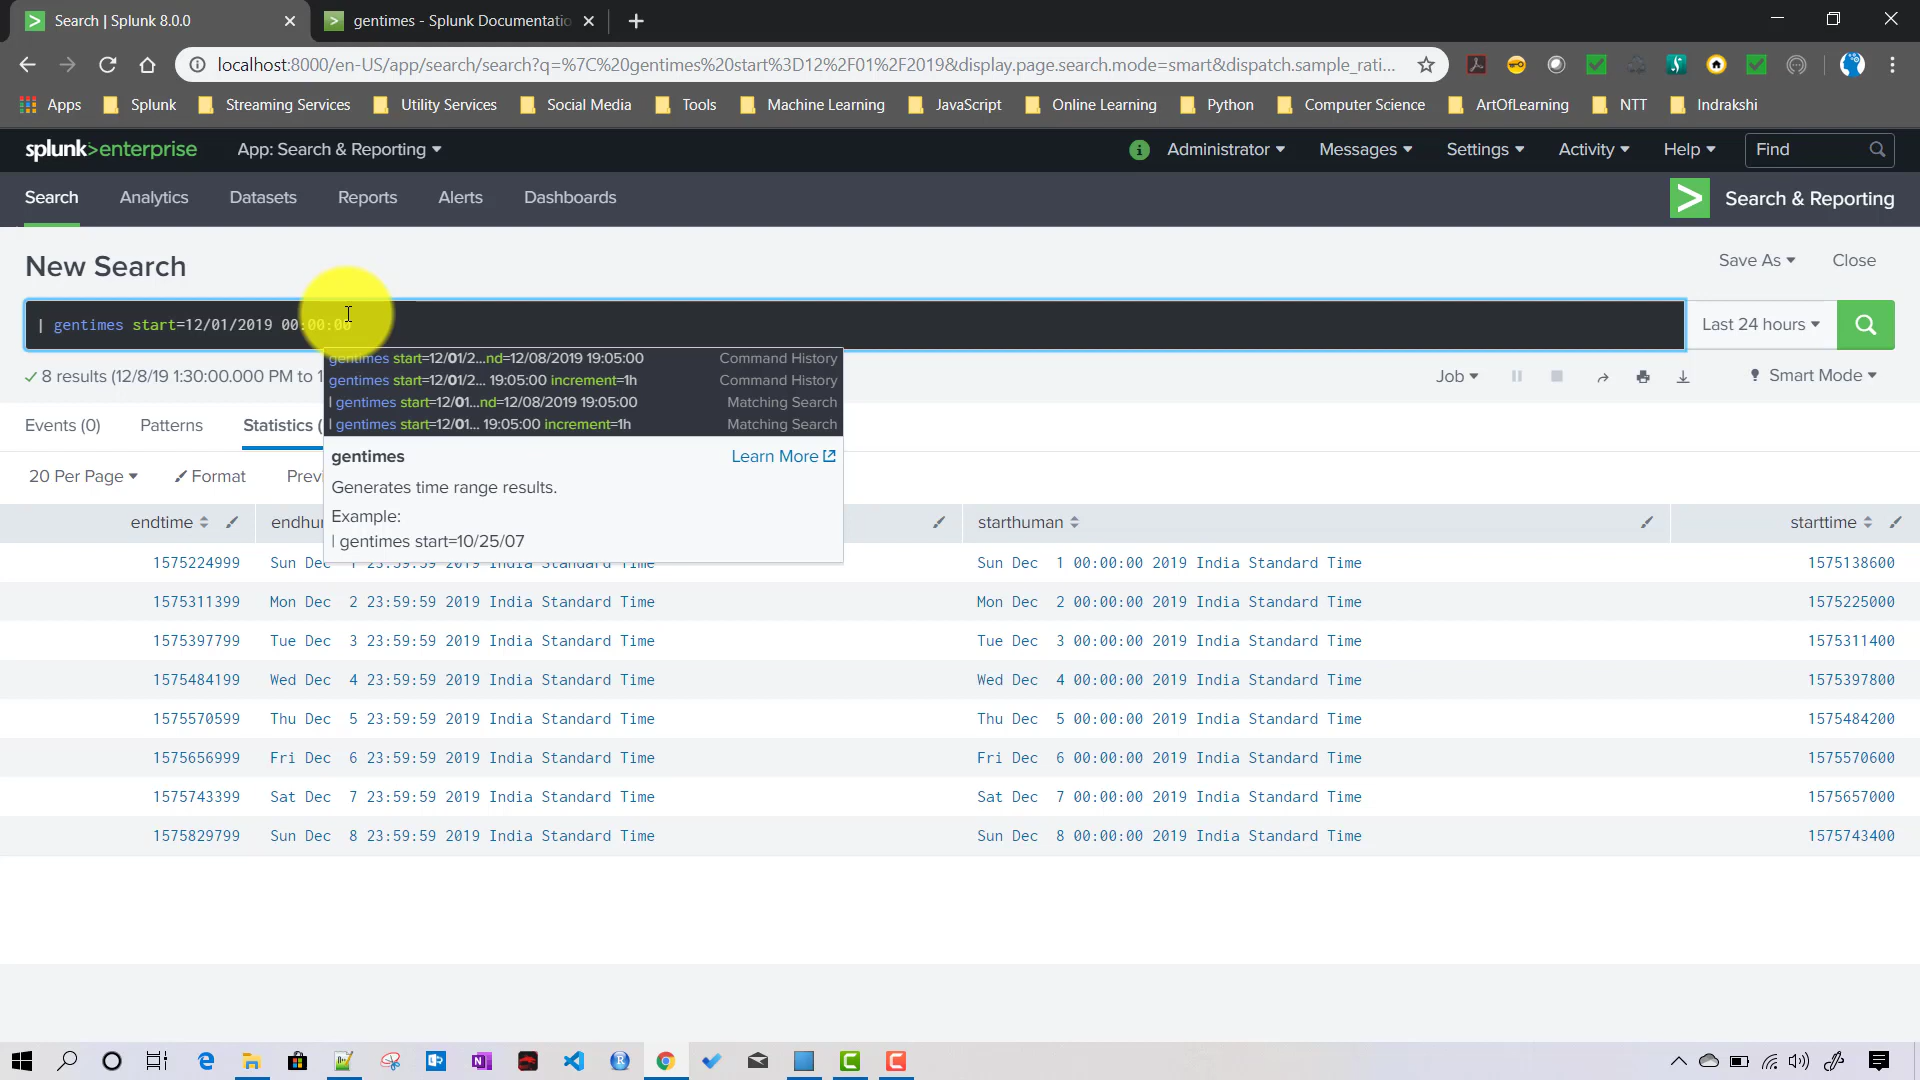 Search | Splunk 8.0.0
gentimes - Splunk Documentatio
localhost:8000/en-US/app/search/search?q=%7C%20gentimes%20start%3D12%2F01%2F2019&display.page.search.mode=smart&dispatch.sample_rati...
Apps Splunk Streaming Services Utility Services Social Media Tools Machine Learning JavaScript Online Learning Python Computer Science ArtOfLearning NTT Indrakshi
splunk>enterprise App: Search & Reporting Administrator Messages Settings Activity Help Find
Search Analytics Datasets Reports Alerts Dashboards Search & Reporting
New Search Save As Close
| gentimes start=12/01/2019 00:00:00 Last 24 hours
gentimes start=12/01/2...nd=12/08/2019 19:05:00 Command History
gentimes start=12/01/2... 19:05:00 increment=1h Command History
| gentimes start=12/01...nd=12/08/2019 19:05:00 Matching Search
| gentimes start=12/01... 19:05:00 increment=1h Matching Search
gentimes Learn More
Generates time range results.
Example:
| gentimes start=10/25/07
8 results (12/8/19 1:30:00.000 PM to 1 Job Smart Mode
Events (0) Patterns Statistics (
20 Per Page Format Previ
endtime endhu starthuman starttime
1575224999 Sun Dec 1 23:59:59 2019 India Standard Time Sun Dec 1 00:00:00 2019 India Standard Time 1575138600
1575311399 Mon Dec 2 23:59:59 2019 India Standard Time Mon Dec 2 00:00:00 2019 India Standard Time 1575225000
1575397799 Tue Dec 3 23:59:59 2019 India Standard Time Tue Dec 3 00:00:00 2019 India Standard Time 1575311400
1575484199 Wed Dec 4 23:59:59 2019 India Standard Time Wed Dec 4 00:00:00 2019 India Standard Time 1575397800
1575570599 Thu Dec 5 23:59:59 2019 India Standard Time Thu Dec 5 00:00:00 2019 India Standard Time 1575484200
1575656999 Fri Dec 6 23:59:59 2019 India Standard Time Fri Dec 6 00:00:00 2019 India Standard Time 1575570600
1575743399 Sat Dec 7 23:59:59 2019 India Standard Time Sat Dec 7 00:00:00 2019 India Standard Time 1575657000
1575829799 Sun Dec 8 23:59:59 2019 India Standard Time Sun Dec 8 00:00:00 2019 India Standard Time 1575743400